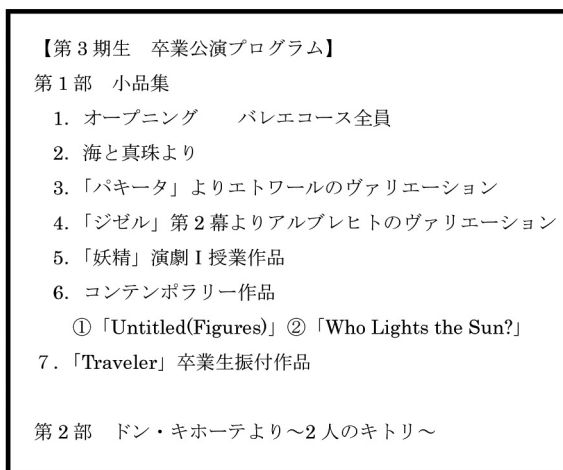 【第3期生　卒業公演プログラム】
第1部　小品集
1. オープニング　　バレエコース全員
2. 海と真珠より
3.「パキータ」よりエトワールのヴァリエーション
4.「ジゼル」第2幕よりアルブレヒトのヴァリエーション
5.「妖精」演劇Ⅰ授業作品
6. コンテンポラリー作品
①「Untitled(Figures)」②「Who Lights the Sun?」
７.「Traveler」卒業生振付作品
第2部　ドン・キホーテより～2人のキトリ～